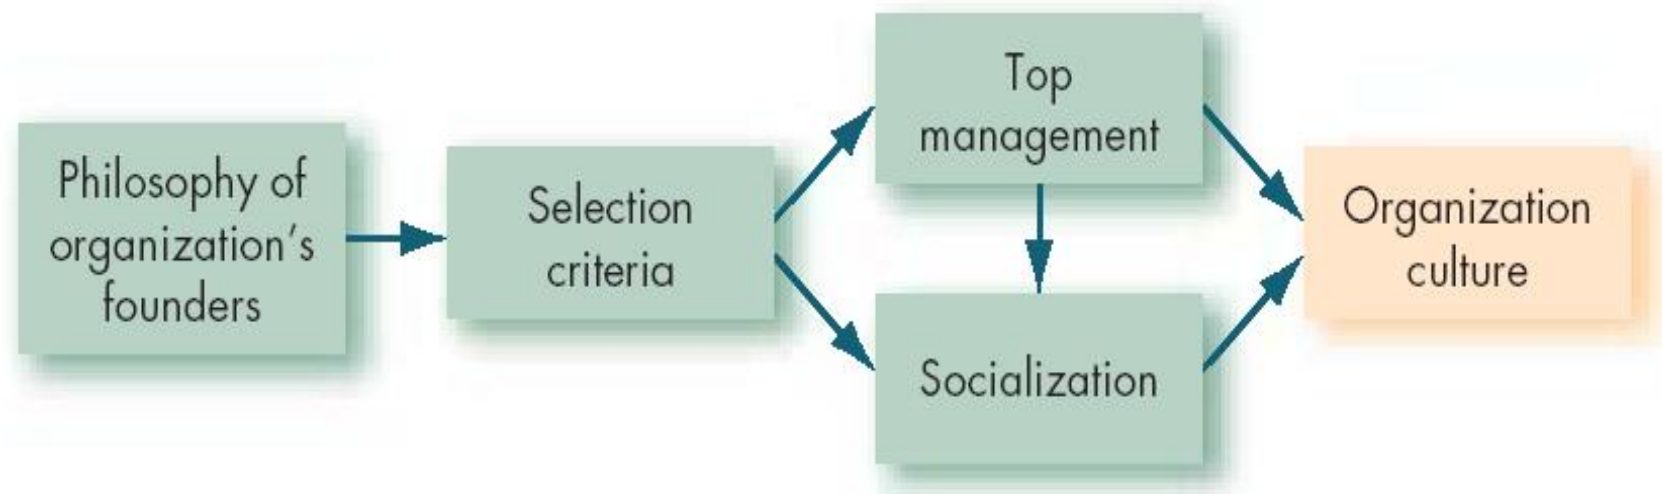 Philosophy of
organization's
founders
Selection
criteria
Top
management
Socialization
Organization
culture